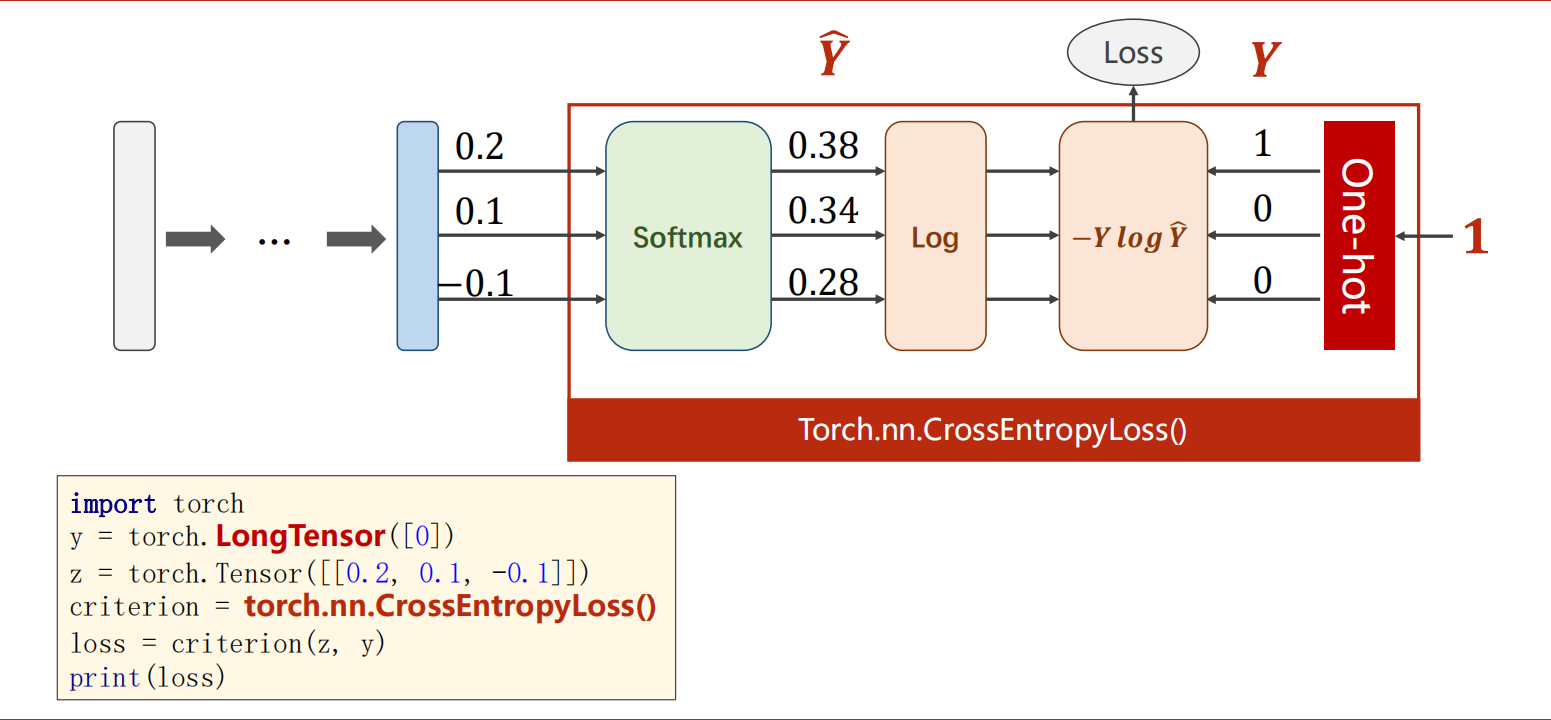 Ŷ
Loss
Y
0.2
0.38
1
0.1
0.34
0
−0.1
0.28
0
Softmax
Log
−Y log Ŷ
One-hot
1
...
Torch.nn.CrossEntropyLoss()
import torch
y = torch.LongTensor([0])
z = torch.Tensor([[0.2, 0.1, -0.1]])
criterion = torch.nn.CrossEntropyLoss()
loss = criterion(z, y)
print(loss)